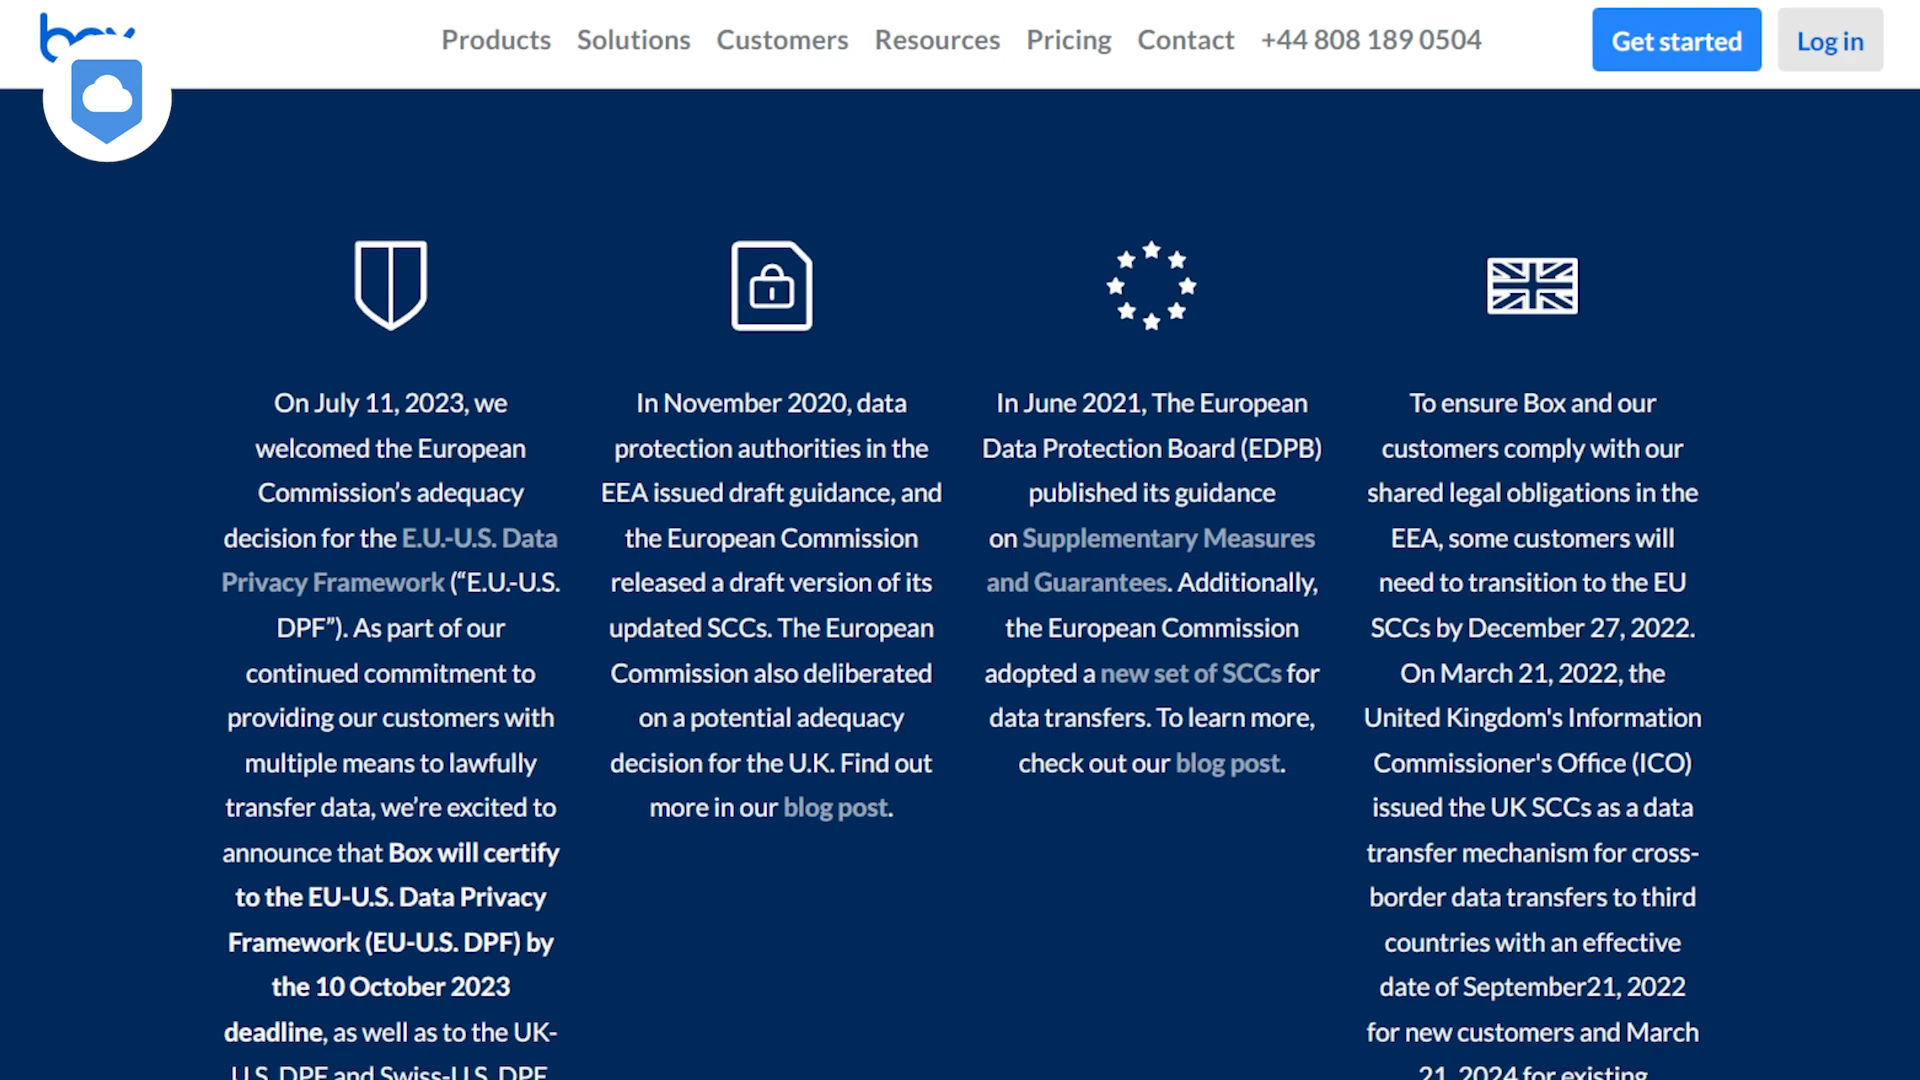 box
Products Solutions Customers Resources Pricing Contact +44 808 189 0504
Get started
Log in
On July 11, 2023, we
welcomed the European
Commission’s adequacy
decision for the E.U.-U.S. Data
Privacy Framework (“E.U.-U.S.
DPF”). As part of our
continued commitment to
providing our customers with
multiple means to lawfully
transfer data, we’re excited to
announce that Box will certify
to the EU-U.S. Data Privacy
Framework (EU-U.S. DPF) by
the 10 October 2023
deadline, as well as to the UK-
U.S. DPF and Swiss-U.S. DPF
In November 2020, data
protection authorities in the
EEA issued draft guidance, and
the European Commission
released a draft version of its
updated SCCs. The European
Commission also deliberated
on a potential adequacy
decision for the U.K. Find out
more in our blog post.
In June 2021, The European
Data Protection Board (EDPB)
published its guidance
on Supplementary Measures
and Guarantees. Additionally,
the European Commission
adopted a new set of SCCs for
data transfers. To learn more,
check out our blog post.
To ensure Box and our
customers comply with our
shared legal obligations in the
EEA, some customers will
need to transition to the EU
SCCs by December 27, 2022.
On March 21, 2022, the
United Kingdom's Information
Commissioner's Office (ICO)
issued the UK SCCs as a data
transfer mechanism for cross-
border data transfers to third
countries with an effective
date of September21, 2022
for new customers and March
21, 2024 for existing